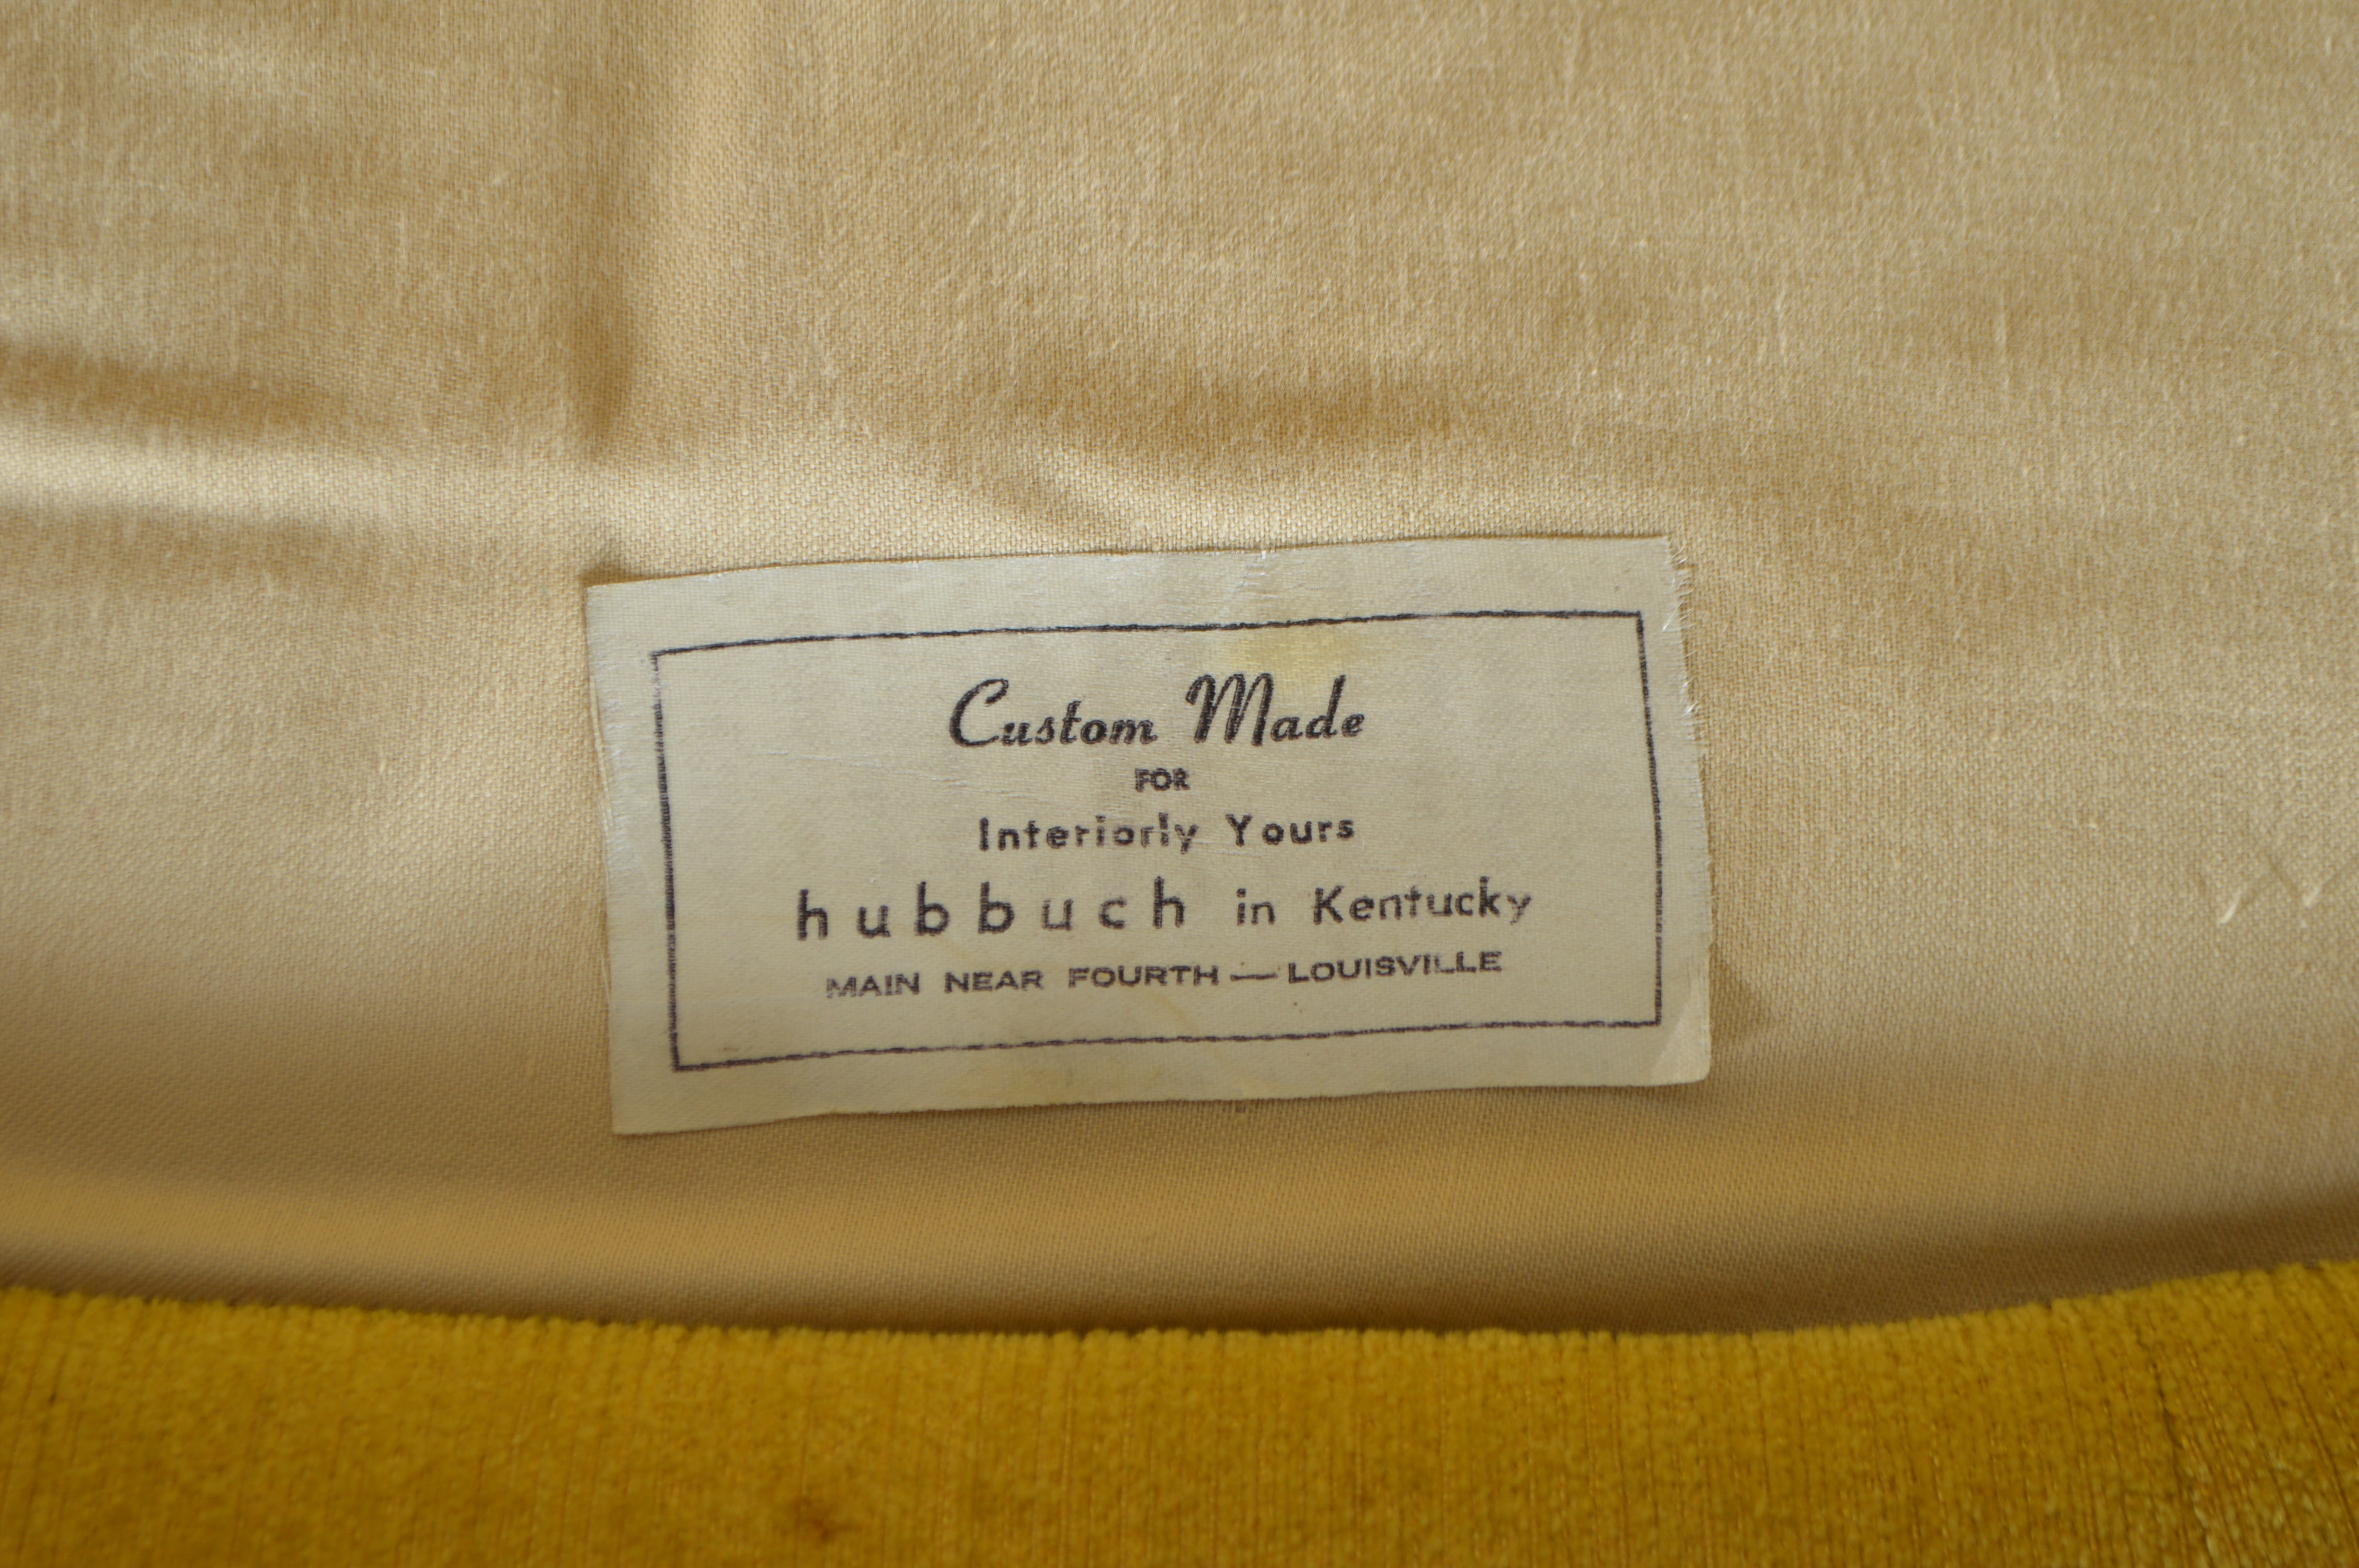 Custom Made
FOR
Interiorly Yours
hubbuch in Kentucky
MAIN NEAR FOURTH — LOUISVILLE